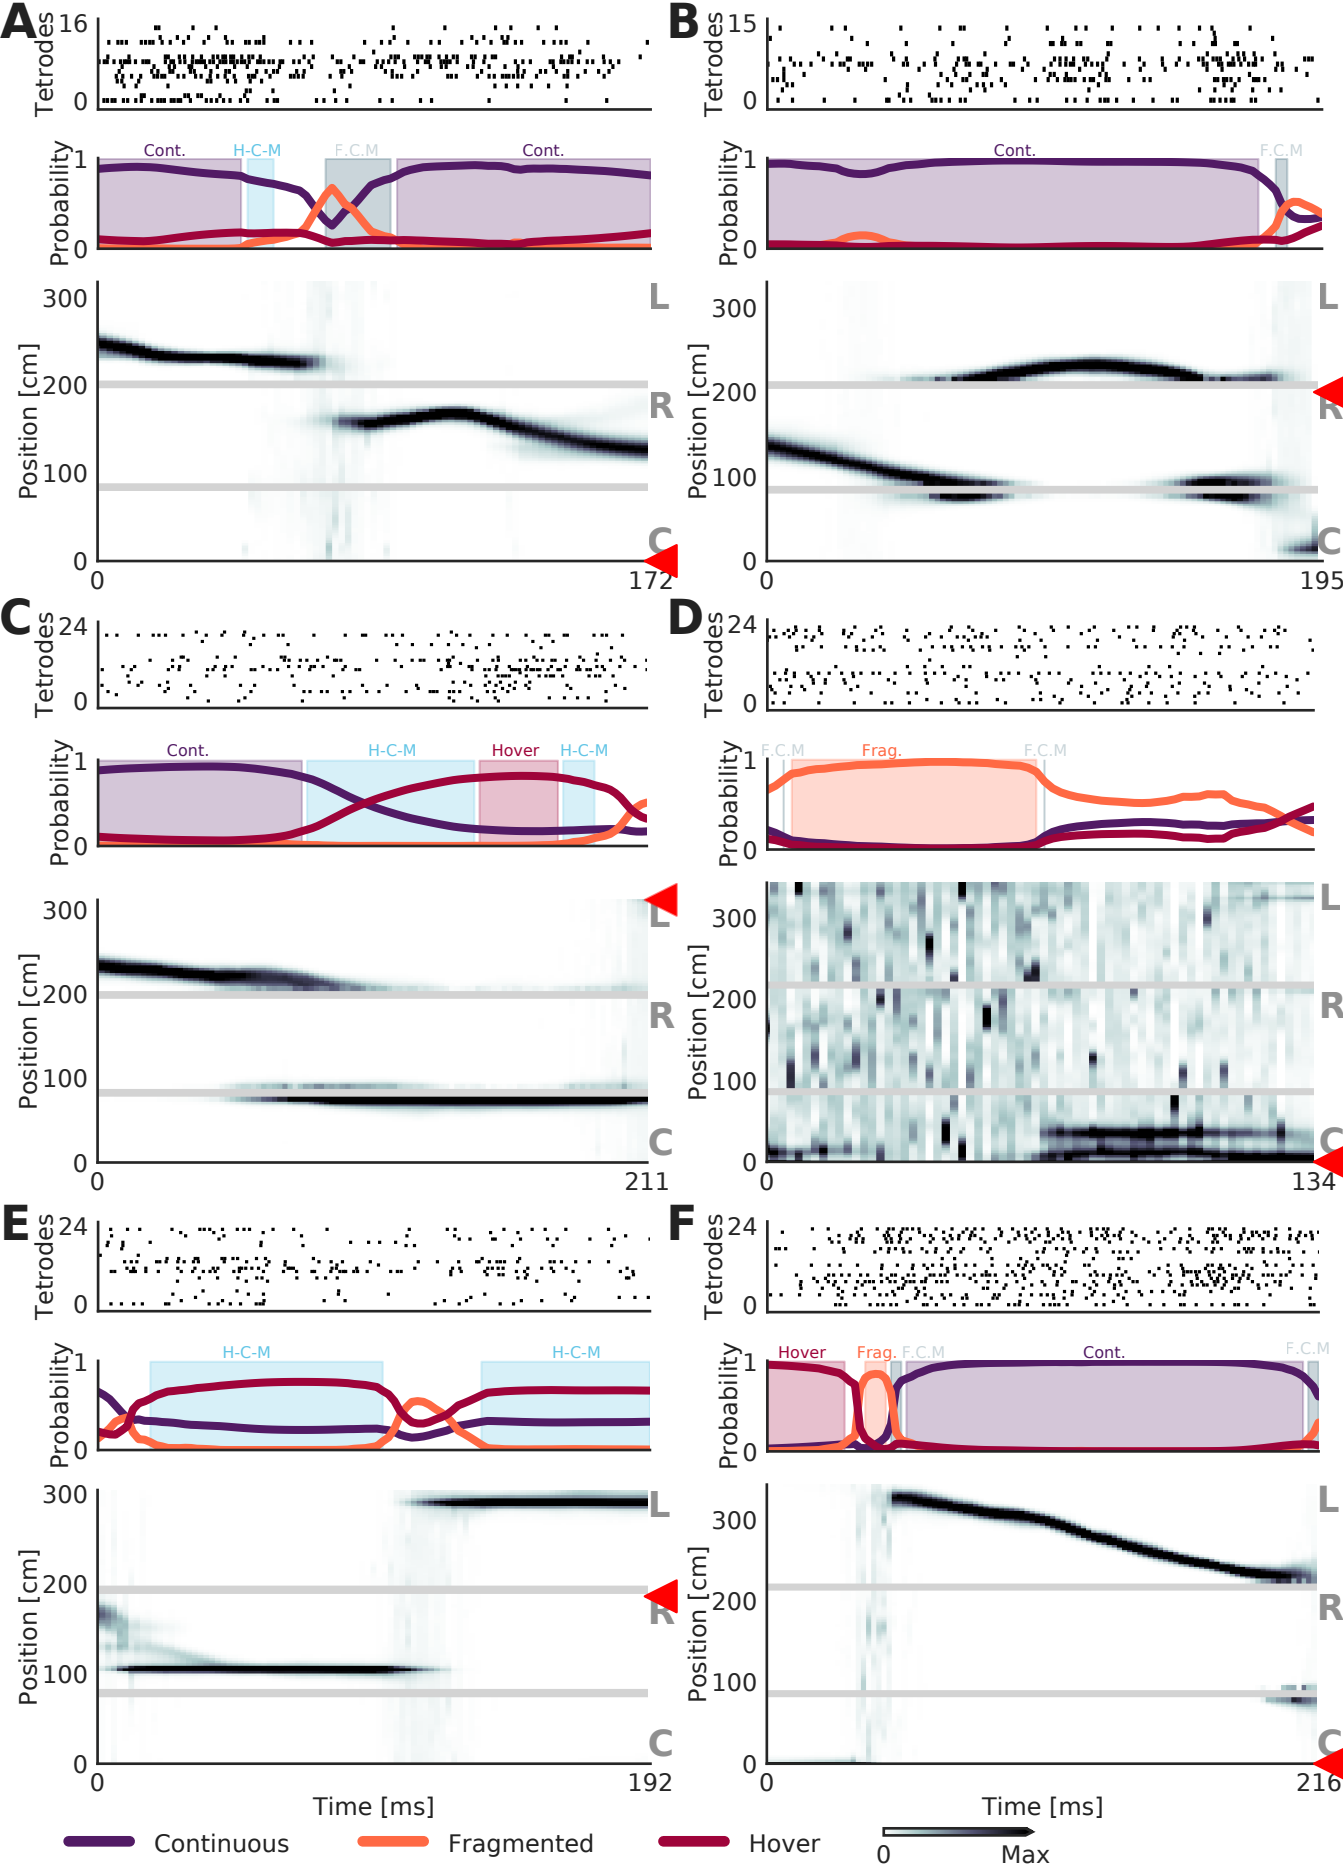 A
16
Tetrodes
0
1
Probability
0
Cont.
H-C-M
F.C.M
Cont.
300
200
100
0
Position [cm]
L
R
C
0
172
B
15
Tetrodes
0
1
Probability
0
Cont.
F.C.M
300
200
100
0
Position [cm]
L
R
C
0
195
C
24
Tetrodes
0
1
Probability
0
Cont.
H-C-M
Hover
H-C-M
300
200
100
0
Position [cm]
L
R
C
0
211
D
24
Tetrodes
0
1
Probability
0
F.C.M
Frag.
F.C.M
300
200
100
0
Position [cm]
L
R
C
0
134
E
24
Tetrodes
0
1
Probability
0
H-C-M
H-C-M
300
200
100
0
Position [cm]
L
R
C
0
192
Time [ms]
F
24
Tetrodes
0
1
Probability
0
Hover
Frag.
F.C.M
Cont.
F.C.M
300
200
100
0
Position [cm]
L
R
C
0
216
Time [ms]
Continuous
Fragmented
Hover
0
Max